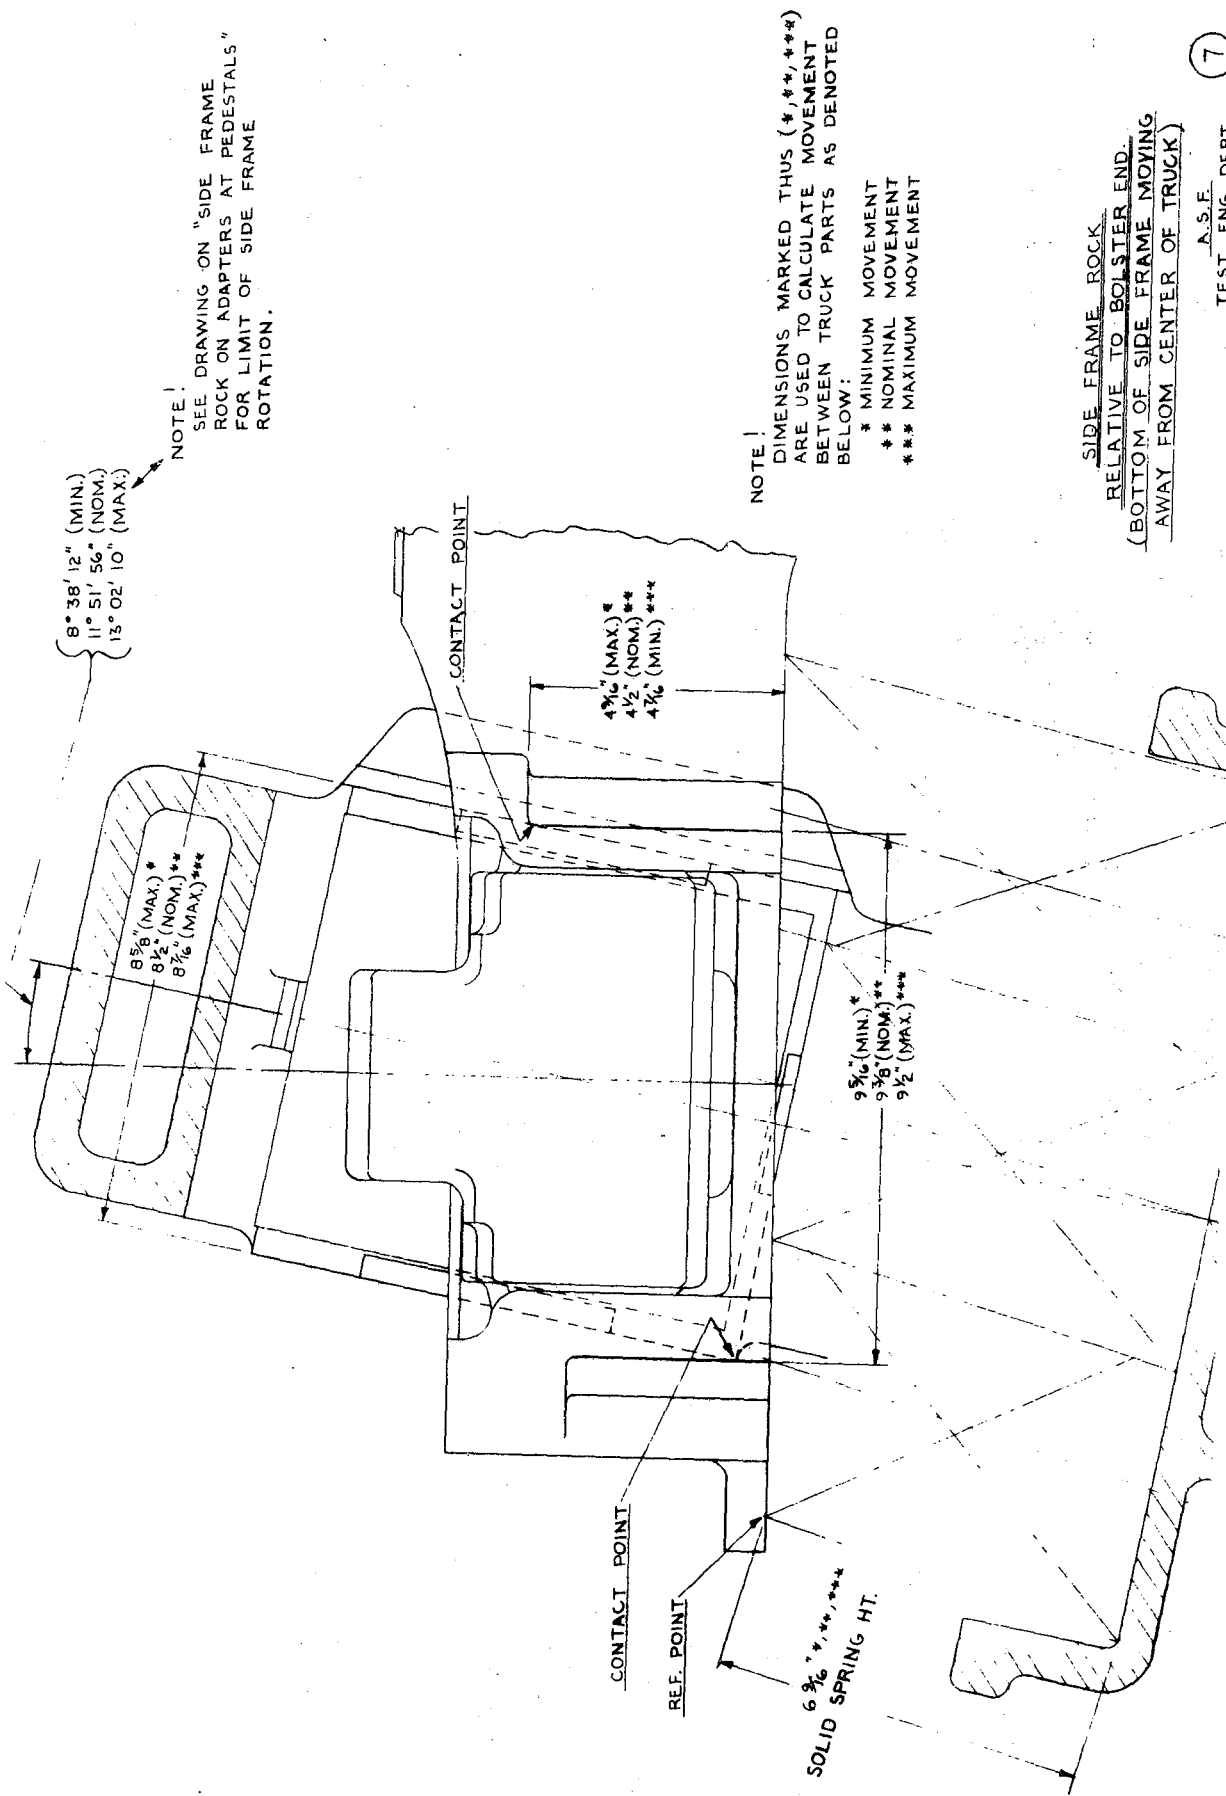 8° 38' 12" (MIN.)
11° 51' 56" (NOM.)
13° 02' 10" (MAX.)
NOTE!
SEE DRAWING ON "SIDE FRAME
ROCK ON ADAPTERS AT PEDESTALS"
FOR LIMIT OF SIDE FRAME
ROTATION.
8 5/8" (MAX.)*
8 1/2" (NOM.)**
8 7/16" (MAX.)***
CONTACT POINT
4 9/16" (MAX.)*
4 1/2" (NOM.)**
4 7/16" (MIN.)***
9 5/16" (MIN.)*
9 3/8" (NOM.)**
9 1/2" (MAX.)***
CONTACT POINT
REF. POINT
6 9/16" *,**,***
SOLID SPRING HT.
NOTE!
DIMENSIONS MARKED THUS (*,**,***)
ARE USED TO CALCULATE MOVEMENT
BETWEEN TRUCK PARTS AS DENOTED
BELOW:
* MINIMUM MOVEMENT
** NOMINAL MOVEMENT
*** MAXIMUM MOVEMENT
SIDE FRAME ROCK
RELATIVE TO BOLSTER END.
(BOTTOM OF SIDE FRAME MOVING
AWAY FROM CENTER OF TRUCK)
A.S.F.
TEST ENG. DEPT.
7